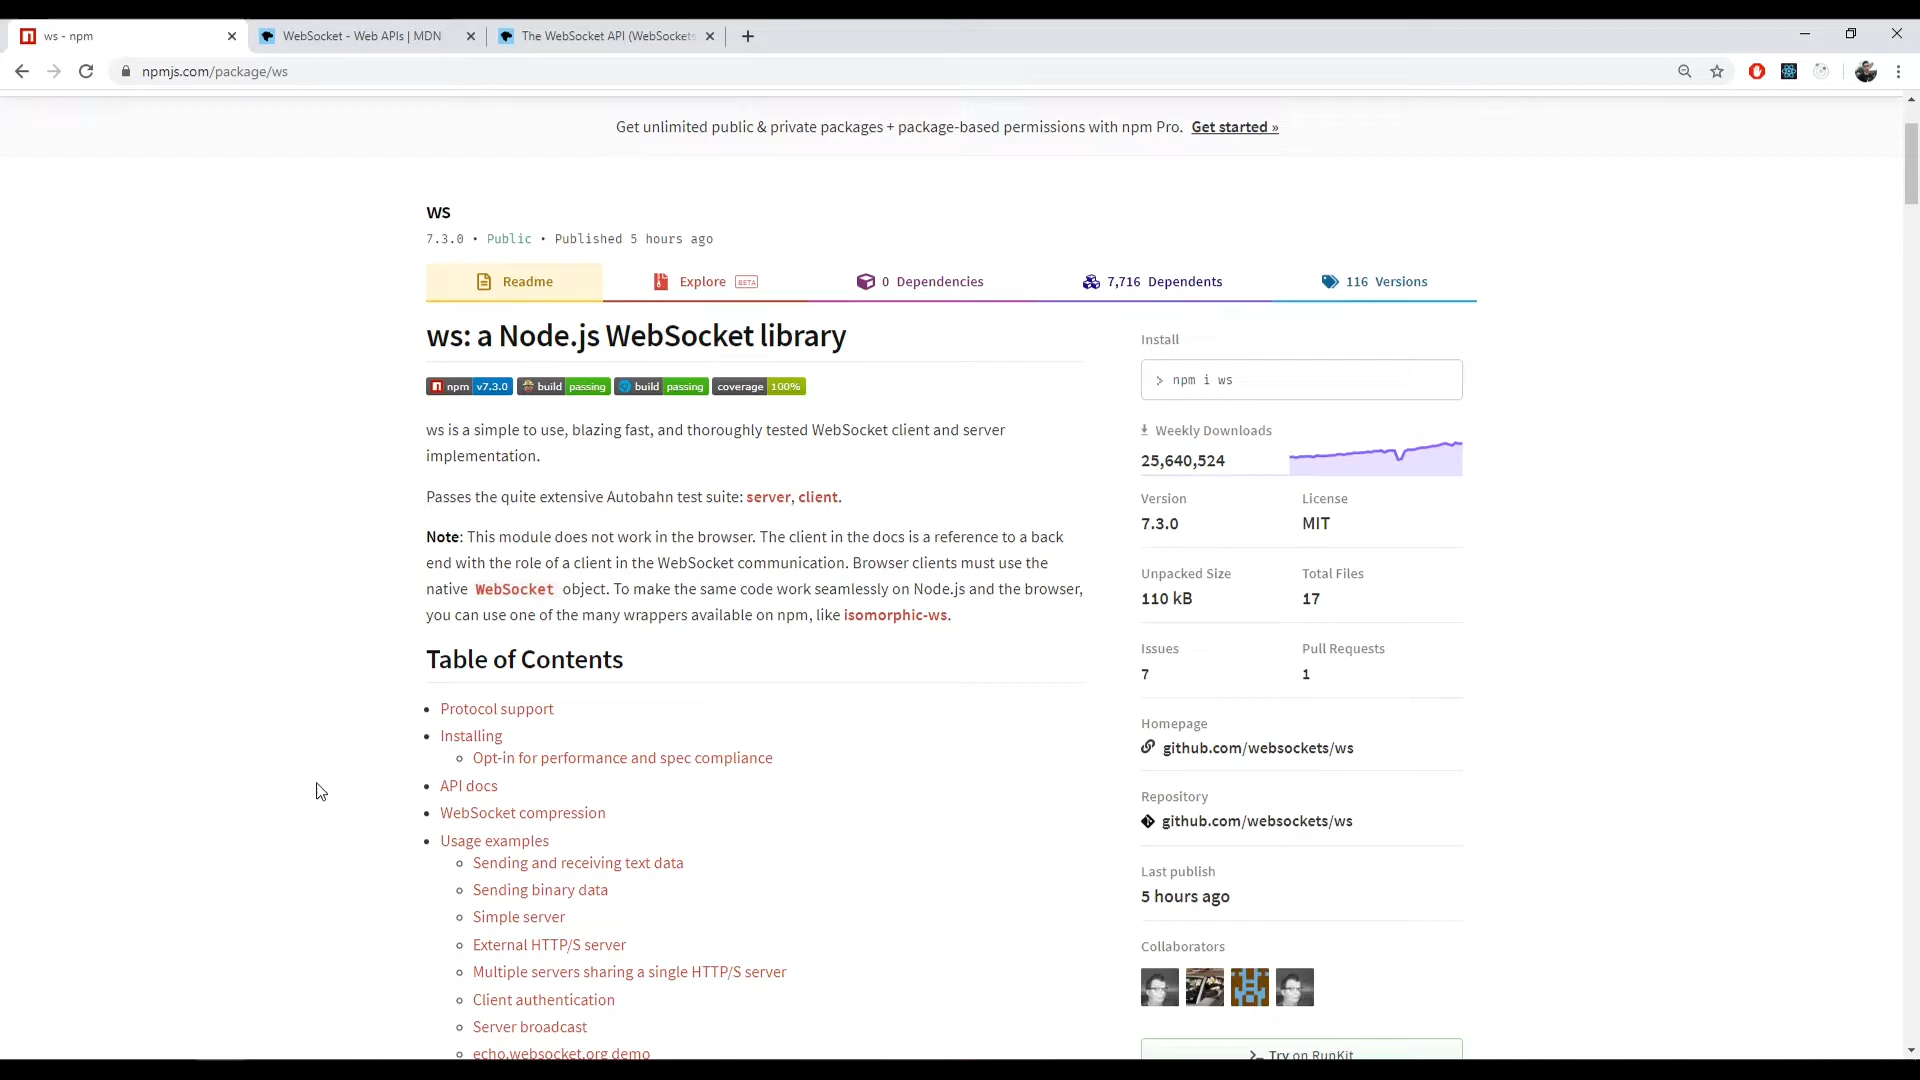 ws - npm
WebSocket - Web APIs | MDN
The WebSocket API (WebSockets
npmjs.com/package/ws
Get unlimited public & private packages + package-based permissions with npm Pro. Get started »
ws
7.3.0 • Public • Published 5 hours ago
Readme
Explore BETA
0 Dependencies
7,716 Dependents
116 Versions
ws: a Node.js WebSocket library
npm v7.3.0 build passing build passing coverage 100%
ws is a simple to use, blazing fast, and thoroughly tested WebSocket client and server
implementation.
Passes the quite extensive Autobahn test suite: server, client.
Note: This module does not work in the browser. The client in the docs is a reference to a back
end with the role of a client in the WebSocket communication. Browser clients must use the
native WebSocket object. To make the same code work seamlessly on Node.js and the browser,
you can use one of the many wrappers available on npm, like isomorphic-ws.
Table of Contents
• Protocol support
• Installing
Opt-in for performance and spec compliance
• API docs
• WebSocket compression
• Usage examples
Sending and receiving text data
Sending binary data
Simple server
External HTTP/S server
Multiple servers sharing a single HTTP/S server
Client authentication
Server broadcast
echo.websocket.org demo
Install
> npm i ws
Weekly Downloads
25,640,524
Version License
7.3.0 MIT
Unpacked Size Total Files
110 kB 17
Issues Pull Requests
7 1
Homepage
github.com/websockets/ws
Repository
github.com/websockets/ws
Last publish
5 hours ago
Collaborators
Try on RunKit